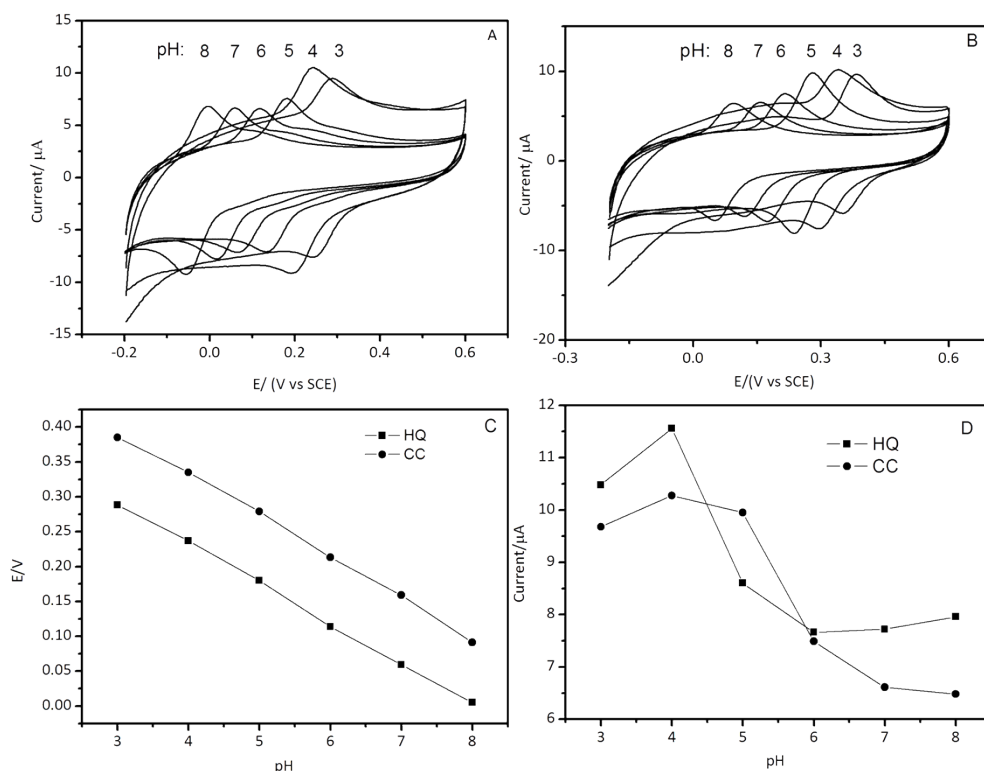 A
pH: 8 7 6 5 4 3
15
10
5
0
-5
-10
-15
Current/ μA
-0.2 0.0 0.2 0.4 0.6
E/ (V vs SCE)
B
pH: 8 7 6 5 4 3
10
0
-10
-20
Current/ μA
-0.3 0.0 0.3 0.6
E/(V vs SCE)
C
HQ
CC
0.40
0.35
0.30
0.25
0.20
0.15
0.10
0.05
0.00
E/V
3 4 5 6 7 8
pH
D
HQ
CC
12
11
10
9
8
7
6
Current/μA
3 4 5 6 7 8
pH